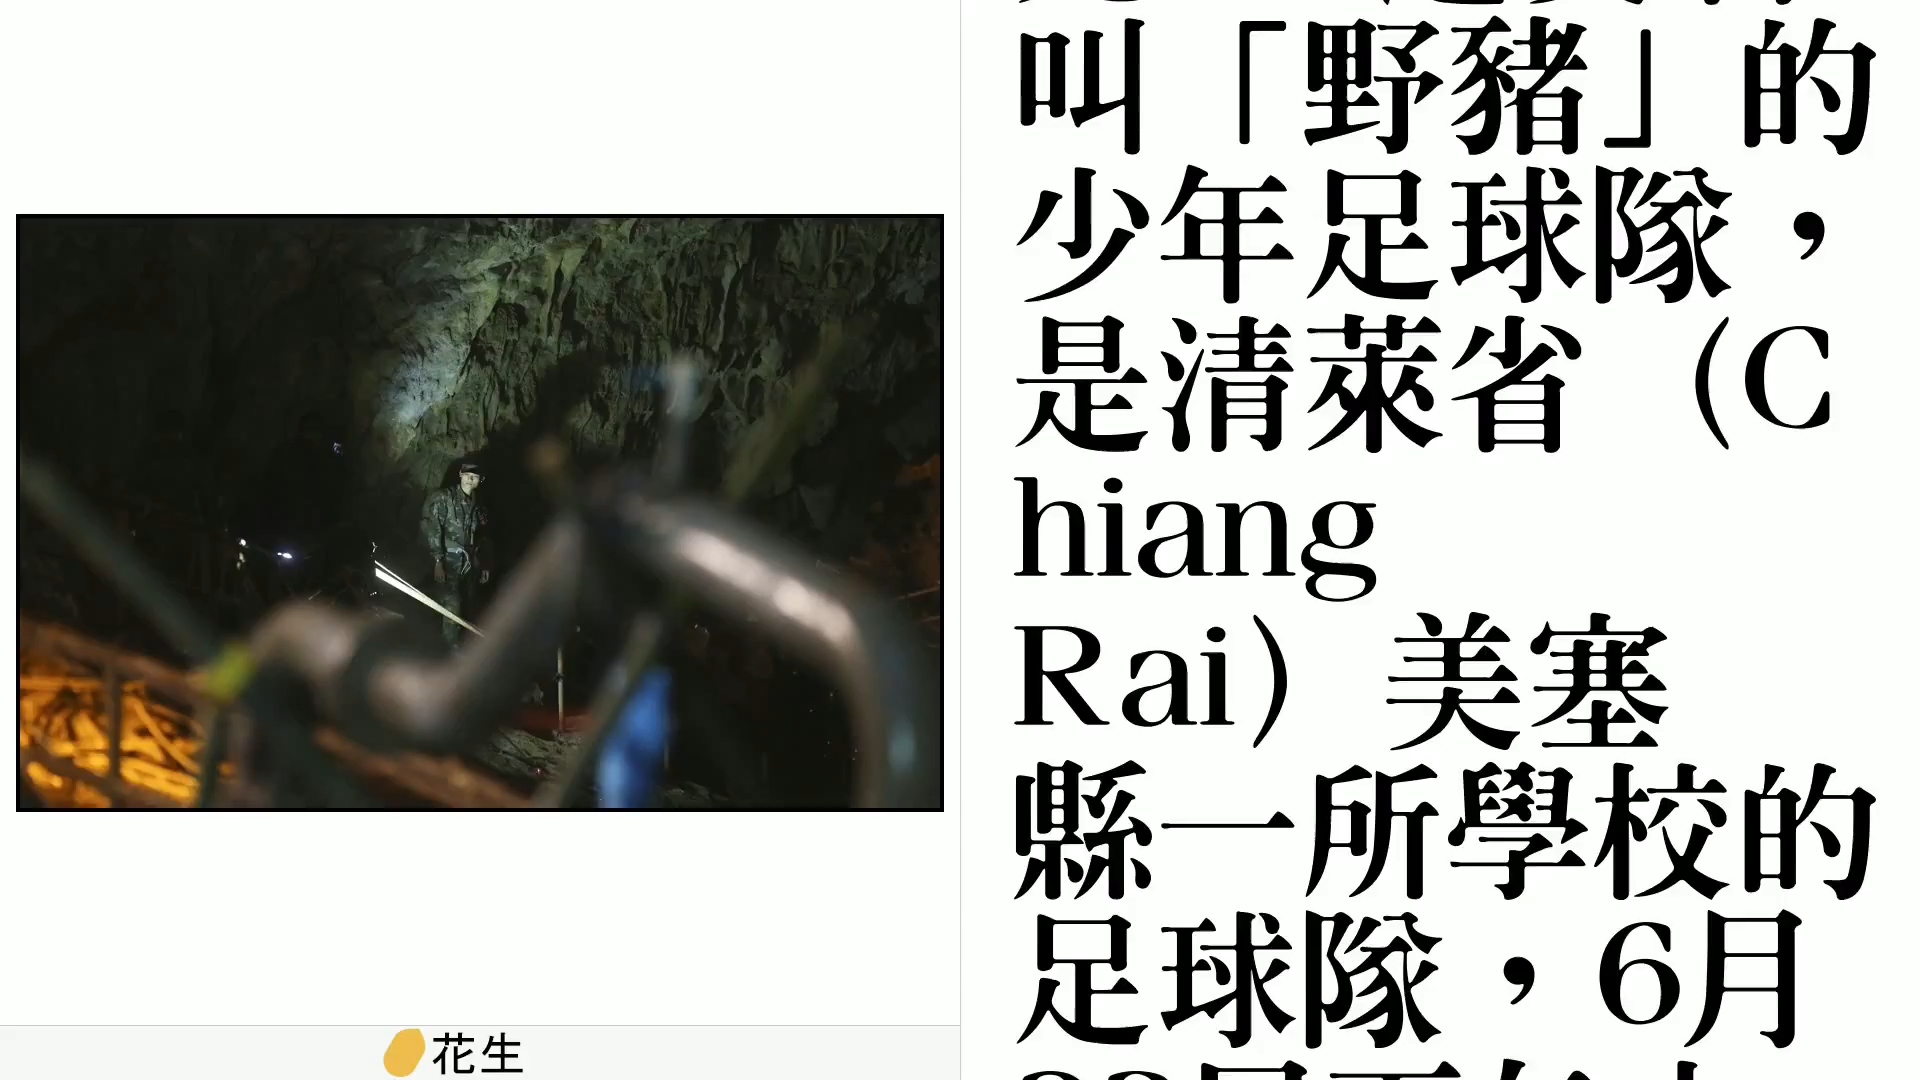 叫「野豬」的
少年足球隊，
是清萊省（C
hiang
Rai）美塞
縣一所學校的
足球隊，6月
花生